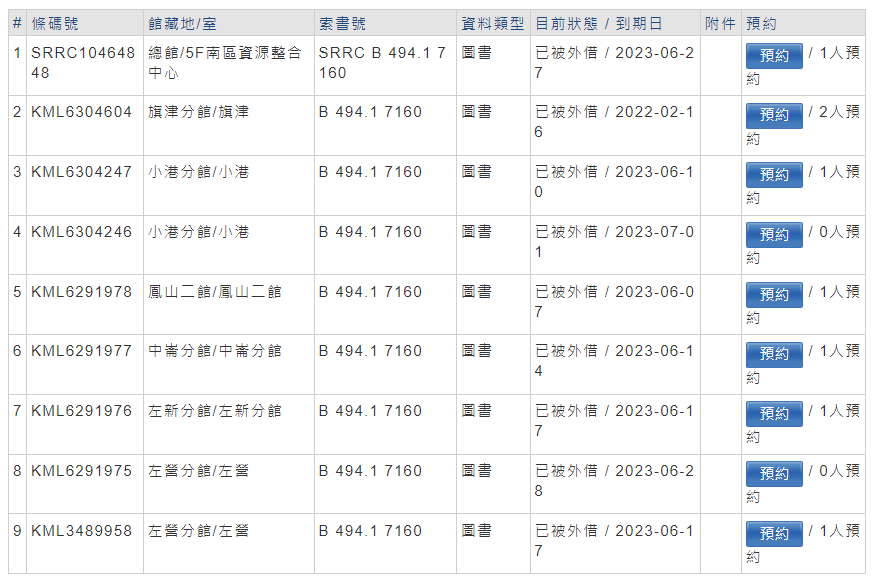 # 條碼號 館藏地/室 索書號 資料類型 目前狀態 / 到期日 附件 預約
1 SRRC10464848 總館/5F南區資源整合中心 SRRC B 494.1 7160 圖書 已被外借 / 2023-06-27 預約 / 1人預約
2 KML6304604 旗津分館/旗津 B 494.1 7160 圖書 已被外借 / 2022-02-16 預約 / 2人預約
3 KML6304247 小港分館/小港 B 494.1 7160 圖書 已被外借 / 2023-06-10 預約 / 1人預約
4 KML6304246 小港分館/小港 B 494.1 7160 圖書 已被外借 / 2023-07-01 預約 / 0人預約
5 KML6291978 鳳山二館/鳳山二館 B 494.1 7160 圖書 已被外借 / 2023-06-07 預約 / 1人預約
6 KML6291977 中崙分館/中崙分館 B 494.1 7160 圖書 已被外借 / 2023-06-14 預約 / 1人預約
7 KML6291976 左新分館/左新分館 B 494.1 7160 圖書 已被外借 / 2023-06-17 預約 / 1人預約
8 KML6291975 左營分館/左營 B 494.1 7160 圖書 已被外借 / 2023-06-28 預約 / 0人預約
9 KML3489958 左營分館/左營 B 494.1 7160 圖書 已被外借 / 2023-06-17 預約 / 1人預約